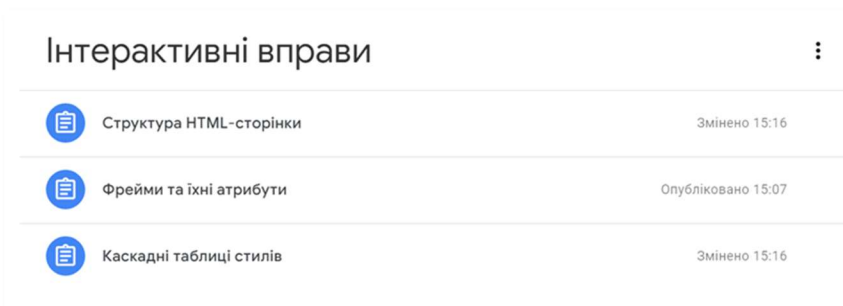 Інтерактивні вправи
Структура HTML-сторінки Змінено 15:16
Фрейми та їхні атрибути Опубліковано 15:07
Каскадні таблиці стилів Змінено 15:16